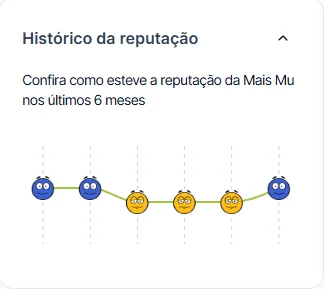 Histórico da reputação
Confira como esteve a reputação da Mais Mu
nos últimos 6 meses